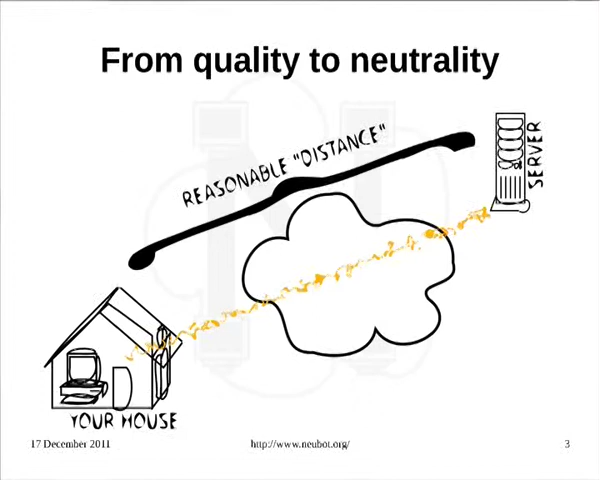 From quality to neutrality
REASONABLE "DISTANCE"
SERVER
YOUR HOUSE
17 December 2011
http://www.neubot.org/
3